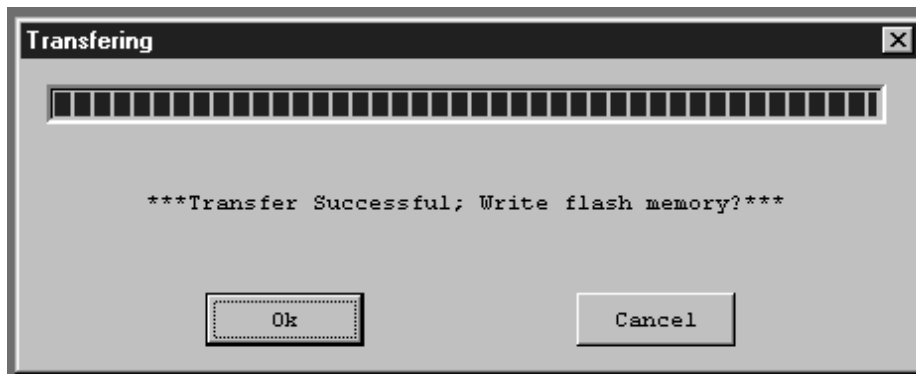 Transfering
***Transfer Successful; Write flash memory?***
Ok
Cancel